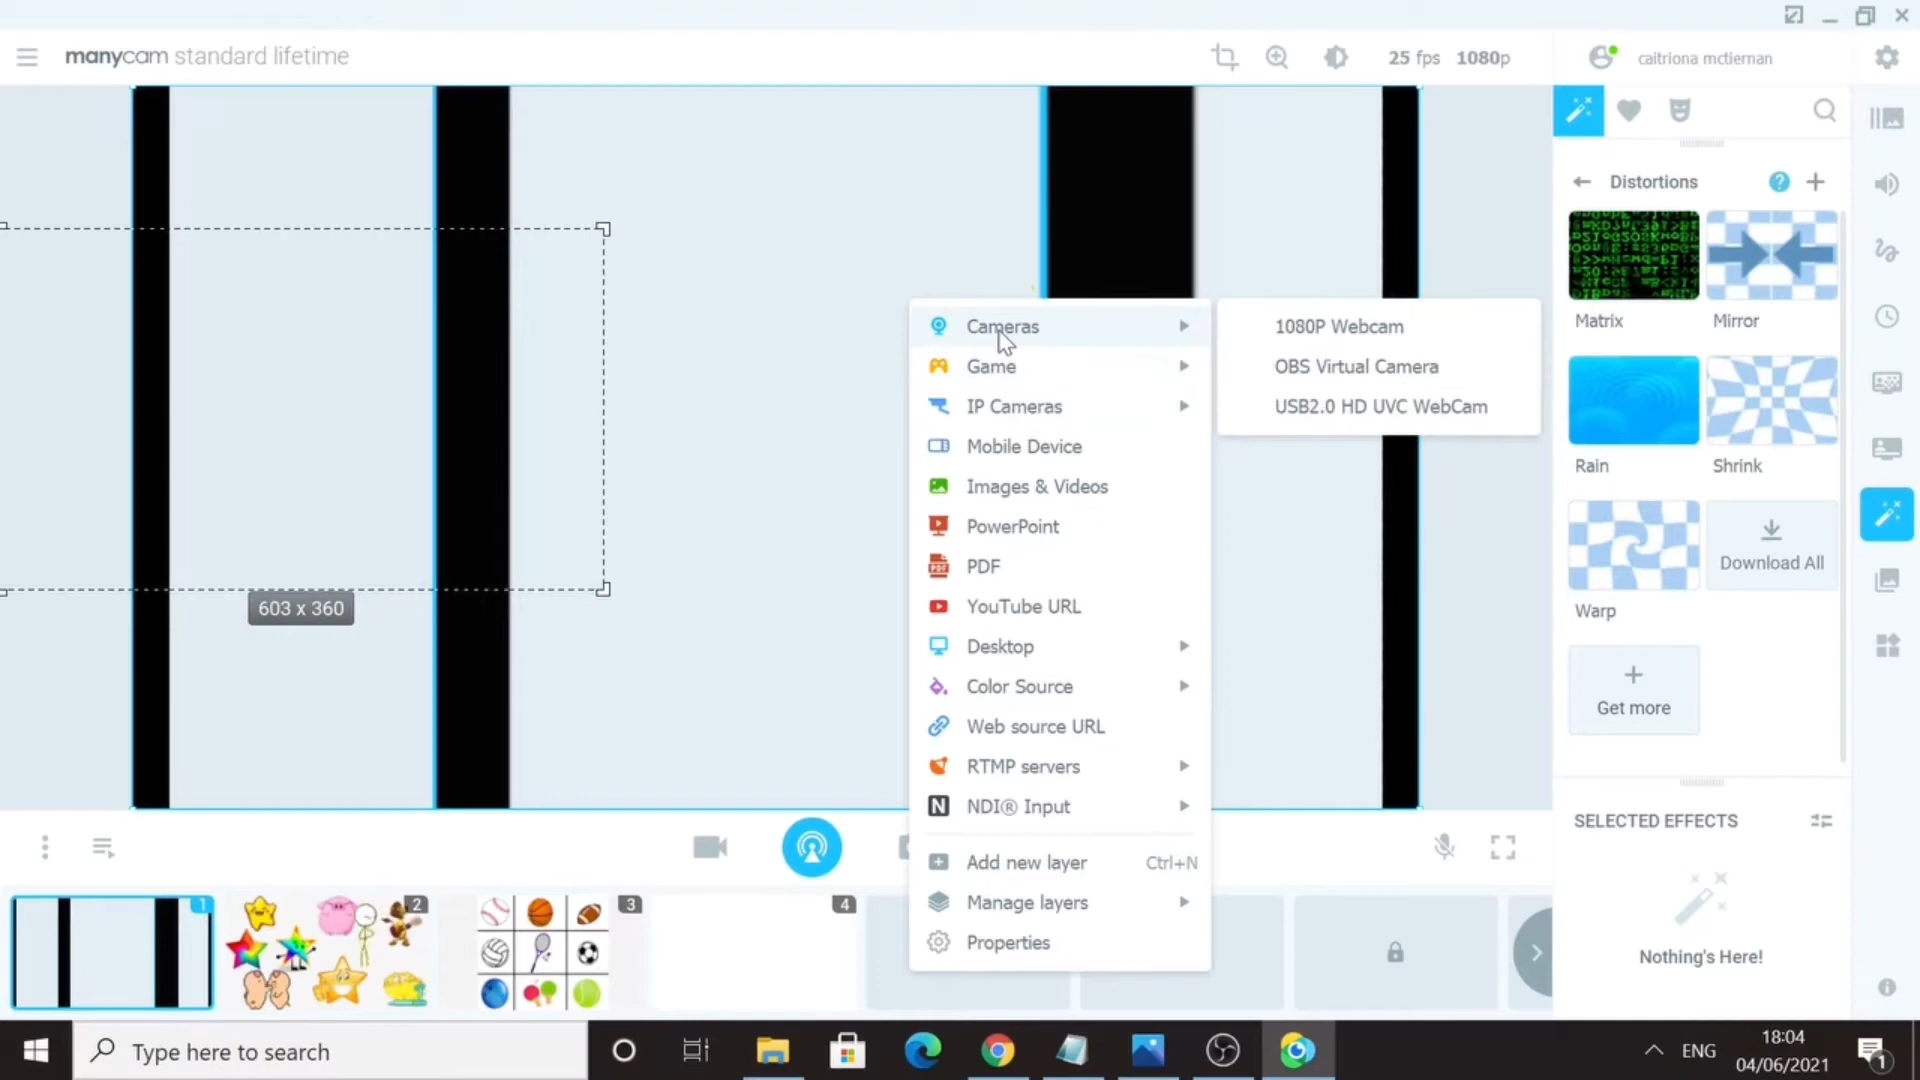 manycam standard lifetime
25 fps 1080p
caitriona mctiernan
Distortions
?
Matrix
Mirror
Rain
Shrink
Warp
Download All
Get more
SELECTED EFFECTS
Nothing's Here!
603 x 360
Cameras
Game
IP Cameras
Mobile Device
Images & Videos
PowerPoint
PDF
PDF
YouTube URL
Desktop
Color Source
Web source URL
RTMP servers
N NDI® Input
Add new layer Ctrl+N
Manage layers
Properties
1080P Webcam
OBS Virtual Camera
USB2.0 HD UVC WebCam
1
2
3
4
Type here to search
ENG
18:04
04/06/2021
1